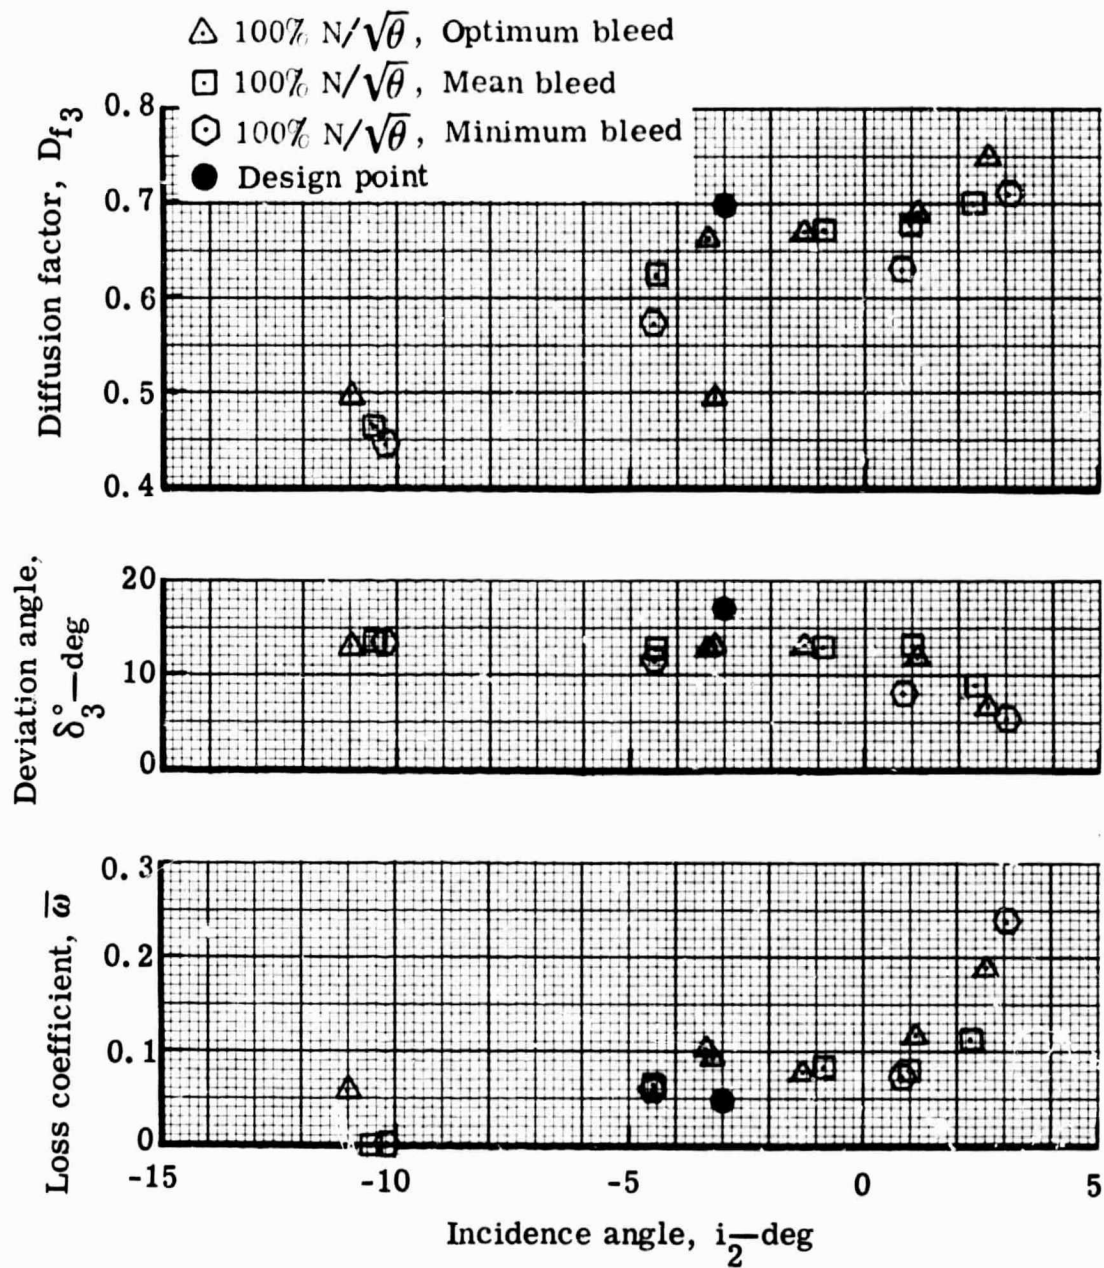 100% N/√θ, Optimum bleed
100% N/√θ, Mean bleed
100% N/√θ, Minimum bleed
Design point
Diffusion factor, Df3
0.8
0.7
0.6
0.5
0.4
Deviation angle,
δ°3—deg
20
10
0
Loss coefficient, ω̅
0.3
0.2
0.1
0
-15
-10
-5
0
5
Incidence angle, i2—deg